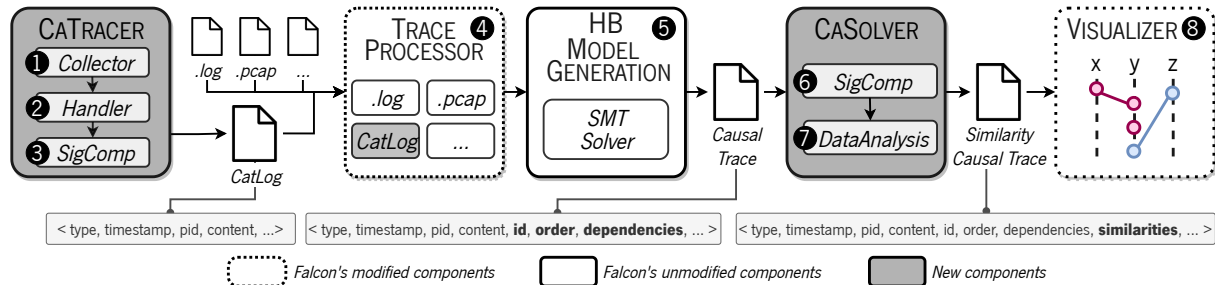 CATRACER
1 Collector
2 Handler
3 SigComp
.log .pcap ...
CatLog
TRACE
PROCESSOR 4
.log .pcap
CatLog ...
HB
MODEL
GENERATION 5
SMT
Solver
Causal
Trace
CASOLVER
6 SigComp
7 DataAnalysis
Similarity
Causal Trace
VISUALIZER 8
x y z
< type, timestamp, pid, content, ...>
< type, timestamp, pid, content, id, order, dependencies, ... >
< type, timestamp, pid, content, id, order, dependencies, similarities, ... >
Falcon's modified components
Falcon's unmodified components
New components